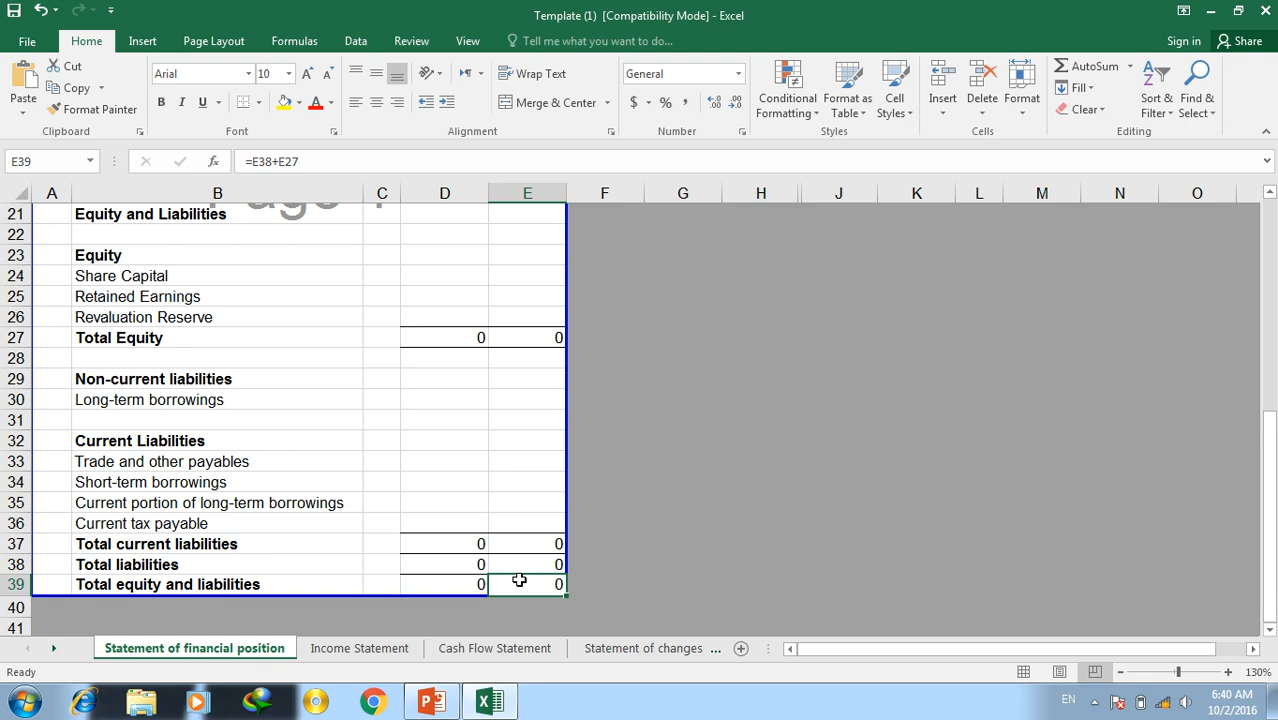 Template (1) [Compatibility Mode] - Excel
File Home Insert Page Layout Formulas Data Review View Tell me what you want to do... Sign in Share
Paste Cut Copy Format Painter Clipboard
Arial 10 B I U A Font
Wrap Text Merge & Center Alignment
General $ % , Number
Conditional Formatting Format as Table Cell Styles Styles
Insert Delete Format Cells
AutoSum Fill Clear Sort & Filter Find & Select Editing
E39 fx =E38+E27
A B C D E F G H J K L M N O
21 Equity and Liabilities
22
23 Equity
24 Share Capital
25 Retained Earnings
26 Revaluation Reserve
27 Total Equity 0 0
28
29 Non-current liabilities
30 Long-term borrowings
31
32 Current Liabilities
33 Trade and other payables
34 Short-term borrowings
35 Current portion of long-term borrowings
36 Current tax payable
37 Total current liabilities 0 0
38 Total liabilities 0 0
39 Total equity and liabilities 0 0
40
41
Statement of financial position Income Statement Cash Flow Statement Statement of changes ...
Ready 130%
EN 6:40 AM
10/2/2016